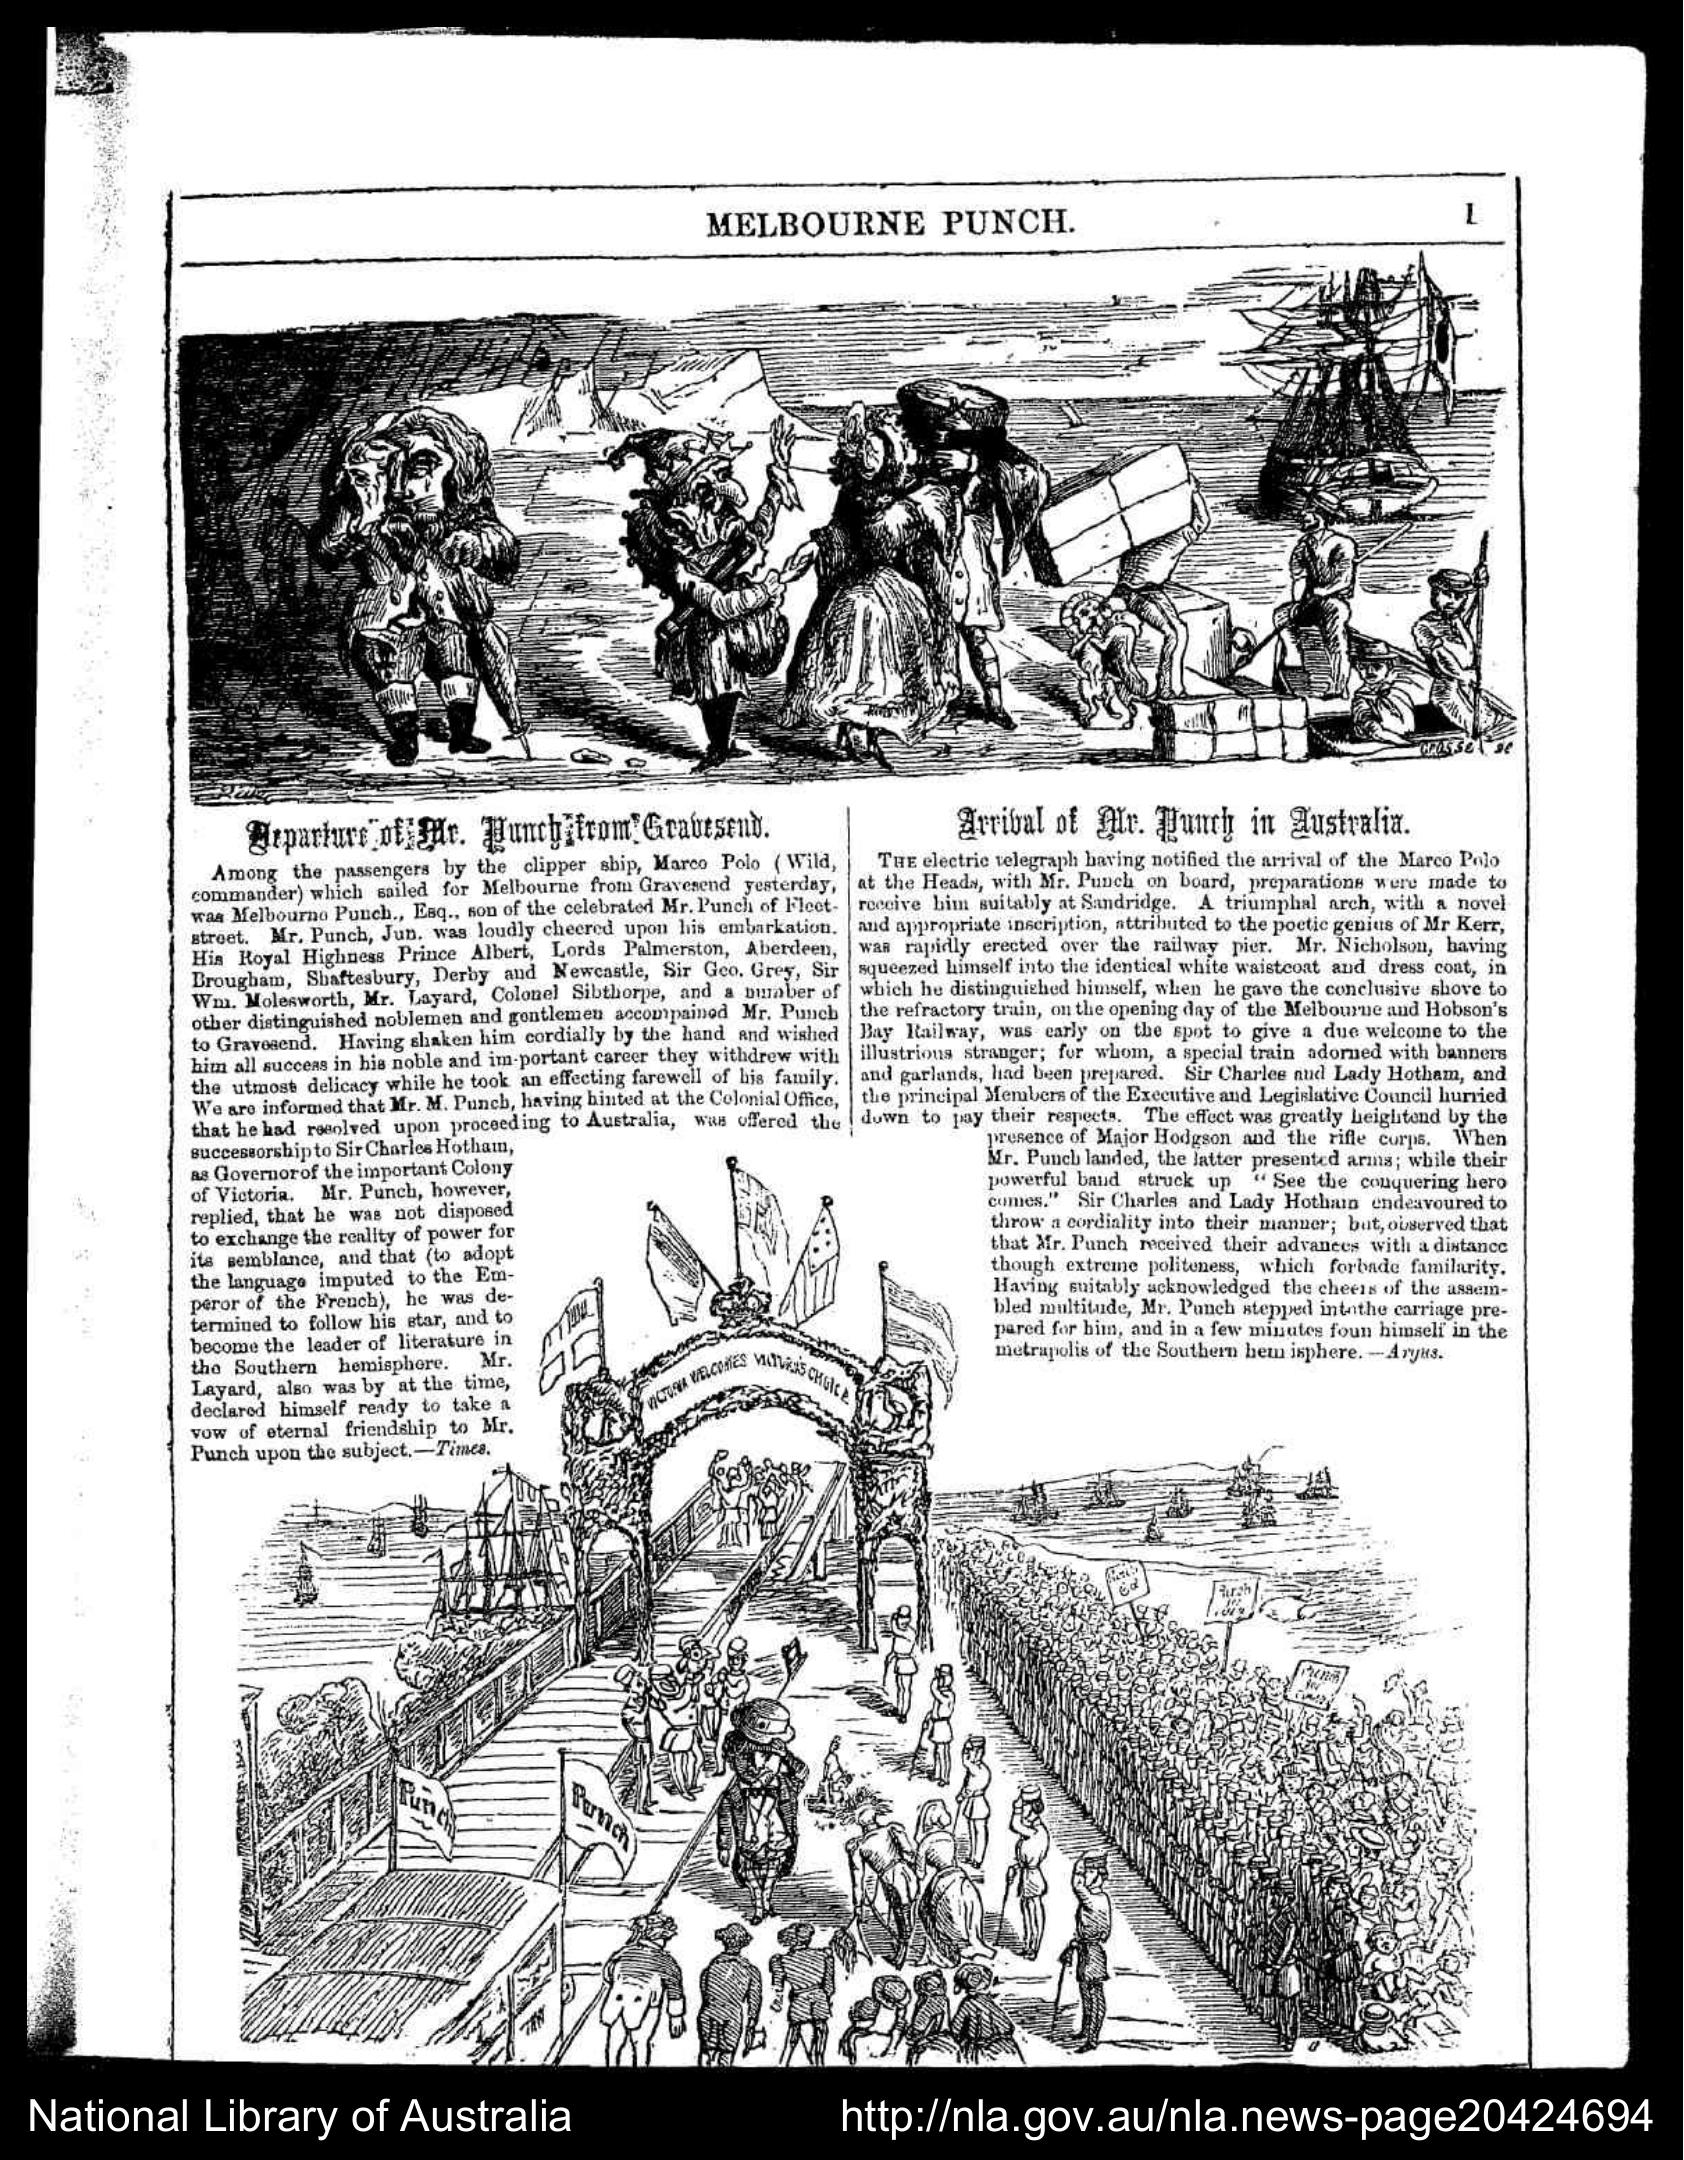 MELBOURNE PUNCH.
1
GROSSE SC
Departure of Mr. Punch from Gravesend.
Among the passengers by the clipper ship, Marco Polo (Wild,
commander) which sailed for Melbourne from Gravesend yesterday,
was Melbourne Punch., Esq., son of the celebrated Mr. Punch of Fleet-
street. Mr. Punch, Jun. was loudly cheered upon his embarkation.
His Royal Highness Prince Albert, Lords Palmerston, Aberdeen,
Brougham, Shaftesbury, Derby and Newcastle, Sir Geo. Grey, Sir
Wm. Molesworth, Mr. Layard, Colonel Sibthorpe, and a number of
other distinguished noblemen and gentlemen accompained Mr. Punch
to Gravesend. Having shaken him cordially by the hand and wished
him all success in his noble and im-portant career they withdrew with
the utmost delicacy while he took an effecting farewell of his family.
We are informed that Mr. M. Punch, having hinted at the Colonial Office,
that he had resolved upon proceeding to Australia, was offered the
successorship to Sir Charles Hotham,
as Governor of the important Colony
of Victoria. Mr. Punch, however,
replied, that he was not disposed
to exchange the reality of power for
its semblance, and that (to adopt
the language imputed to the Em-
peror of the French), he was de-
termined to follow his star, and to
become the leader of literature in
the Southern hemisphere. Mr.
Layard, also was by at the time,
declared himself ready to take a
vow of eternal friendship to Mr.
Punch upon the subject.—Times.
Arrival of Mr. Punch in Australia.
THE electric telegraph having notified the arrival of the Marco Polo
at the Heads, with Mr. Punch on board, preparations were made to
receive him suitably at Sandridge. A triumphal arch, with a novel
and appropriate inscription, attributed to the poetic genius of Mr Kerr,
was rapidly erected over the railway pier. Mr. Nicholson, having
squeezed himself into the identical white waistcoat and dress coat, in
which he distinguished himself, when he gave the conclusive shove to
the refractory train, on the opening day of the Melbourne and Hobson's
Bay Railway, was early on the spot to give a due welcome to the
illustrious stranger; for whom, a special train adorned with banners
and garlands, had been prepared. Sir Charles and Lady Hotham, and
the principal Members of the Executive and Legislative Council hurried
down to pay their respects. The effect was greatly heightend by the
presence of Major Hodgson and the rifle corps. When
Mr. Punch landed, the latter presented arms; while their
powerful band struck up "See the conquering hero
comes." Sir Charles and Lady Hotham endeavoured to
throw a cordiality into their manner; but, observed that
that Mr. Punch received their advances with a distance
though extreme politeness, which forbade familarity.
Having suitably acknowledged the cheers of the assem-
bled multitude, Mr. Punch stepped into the carriage pre-
pared for him, and in a few minutes foun himself in the
metrapolis of the Southern hem isphere.—Argus.
VICTORIA WELCOMES VICTORIA'S CHOICE
Punch
Punch
National Library of Australia
http://nla.gov.au/nla.news-page20424694